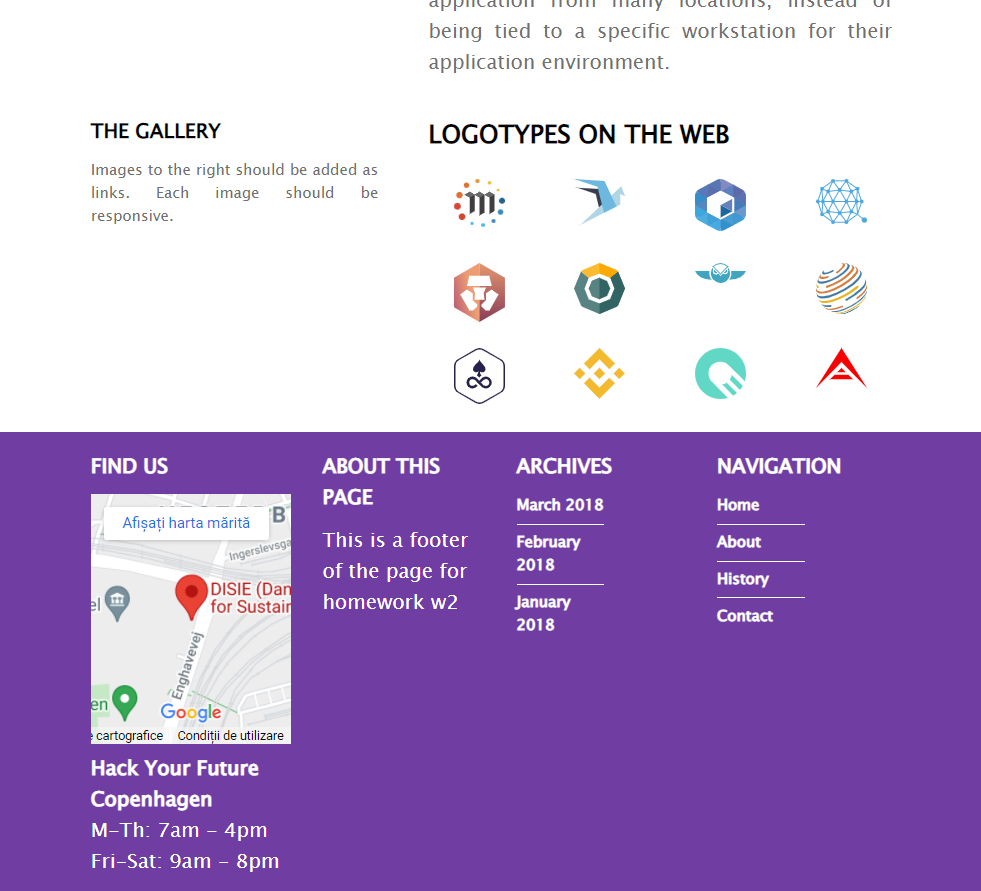 application from many locations, instead of
being tied to a specific workstation for their
application environment.
THE GALLERY
Images to the right should be added as
links. Each image should be
responsive.
LOGOTYPES ON THE WEB
m
FIND US
Afișați harta mărită
B
Ingerslevsga
DISIE (Dan
for Sustain
el
Enghavevej
en
Google
e cartografice
Condiții de utilizare
Hack Your Future
Copenhagen
M-Th: 7am - 4pm
Fri-Sat: 9am - 8pm
ABOUT THIS
PAGE
This is a footer
of the page for
homework w2
ARCHIVES
March 2018
February
2018
January
2018
NAVIGATION
Home
About
History
Contact